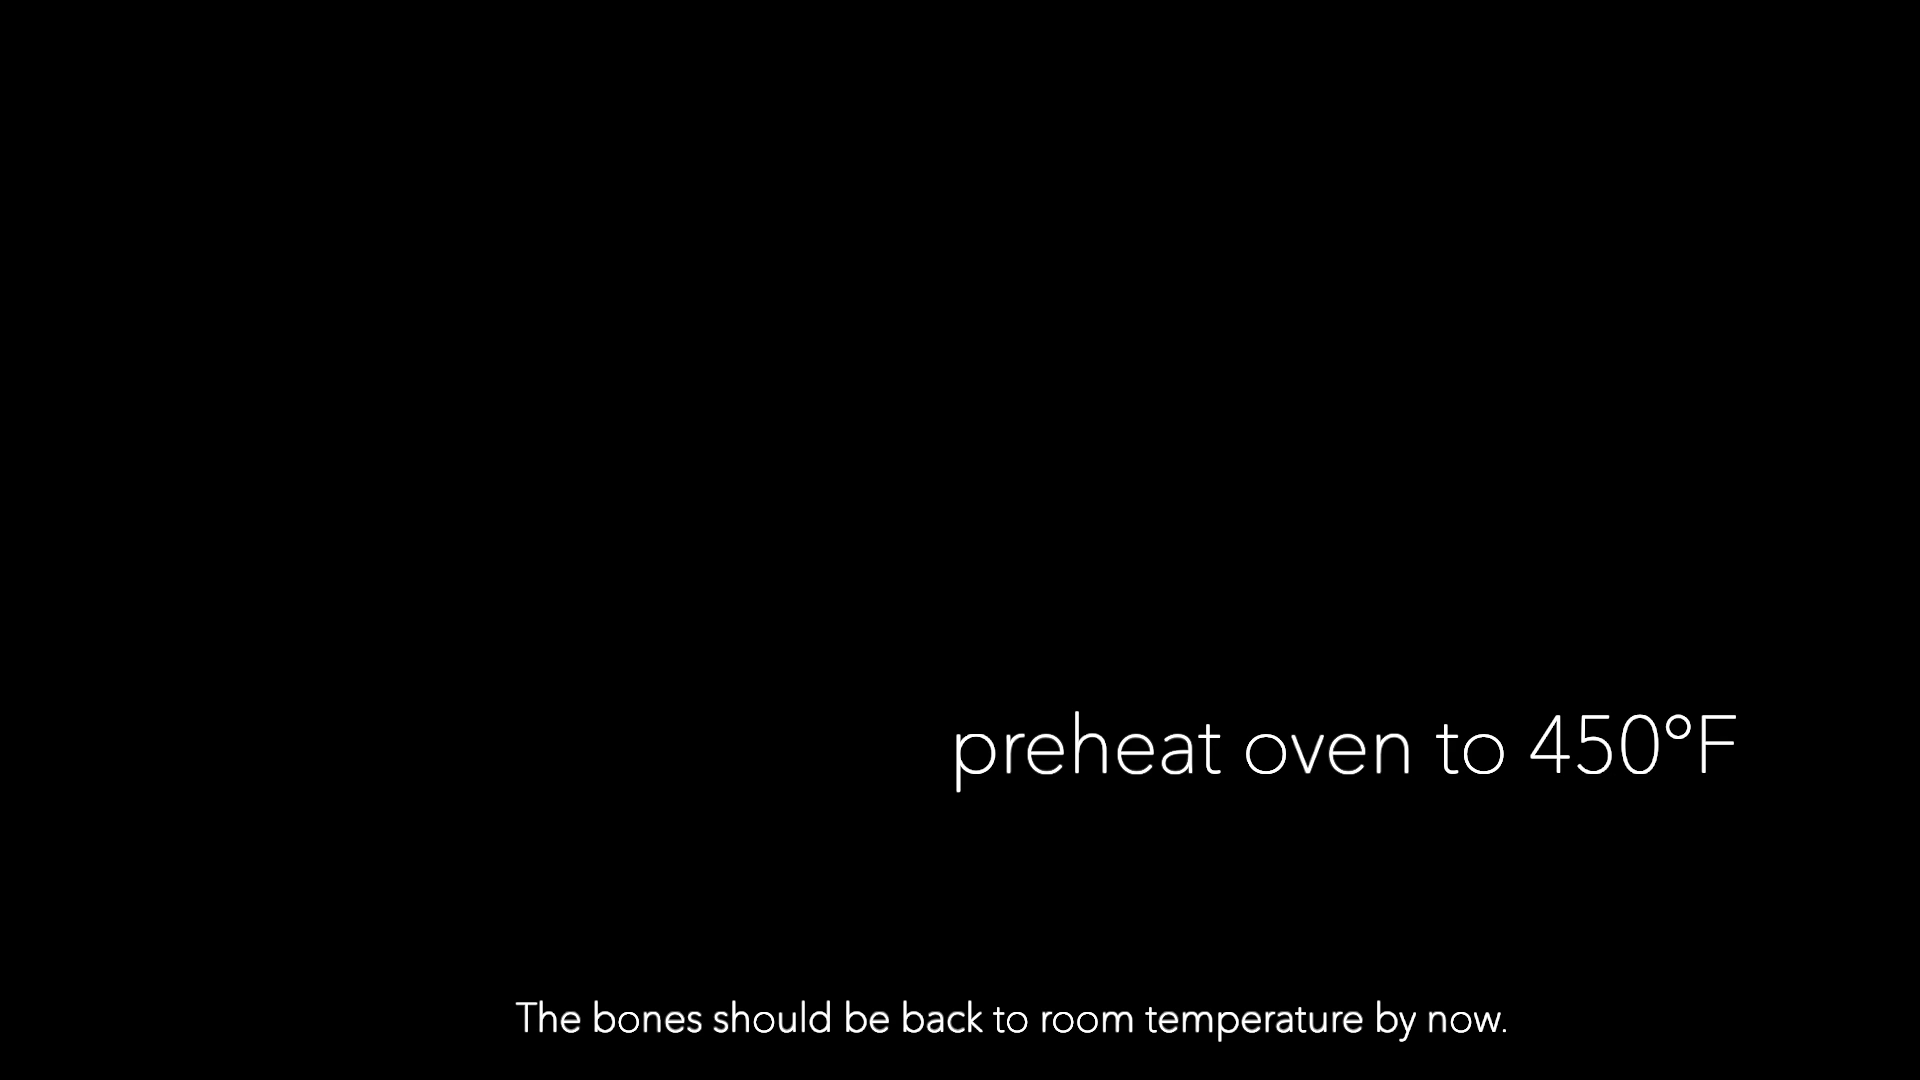 preheat oven to 450°F
The bones should be back to room temperature by now.